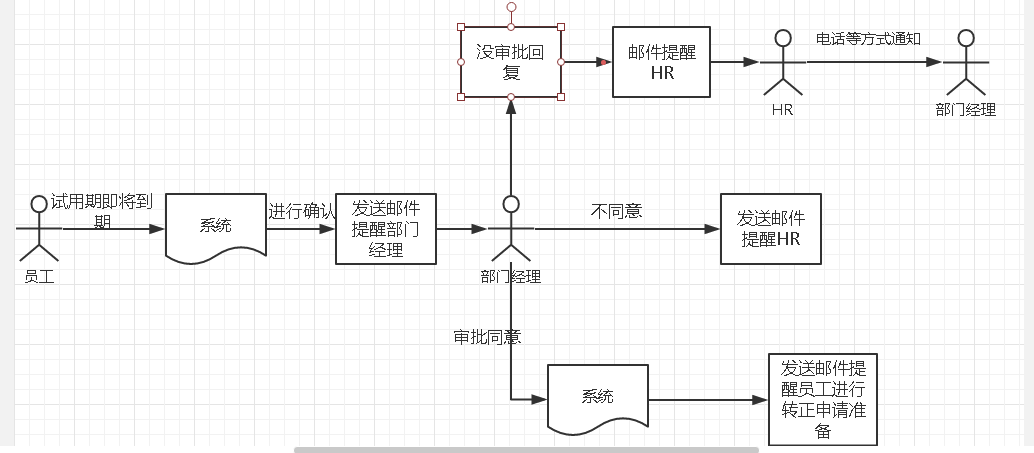 没审批回
复
邮件提醒
HR
电话等方式通知
HR
部门经理
试用期即将到
期
员工
系统
进行确认
发送邮件
提醒部门
经理
部门经理
不同意
发送邮件
提醒HR
审批同意
系统
发送邮件提
醒员工进行
转正申请准
备